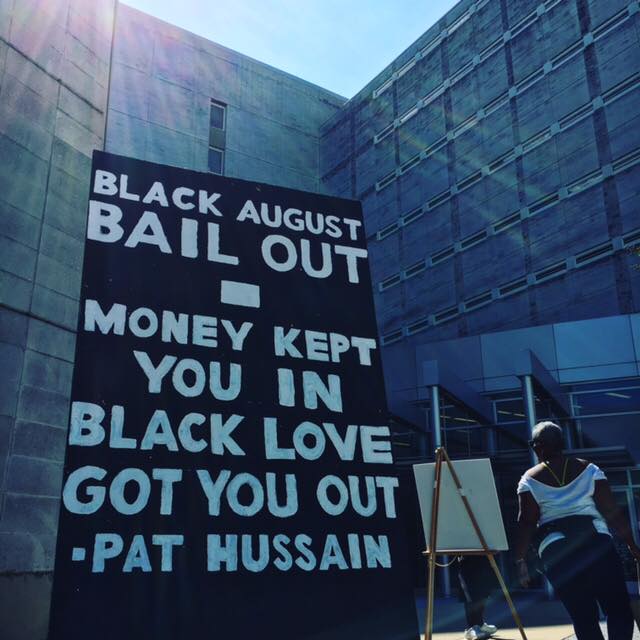 BLACK AUGUST
BAIL OUT
-
MONEY KEPT
YOU IN
BLACK LOVE
GOT YOU OUT
-PAT HUSSAIN